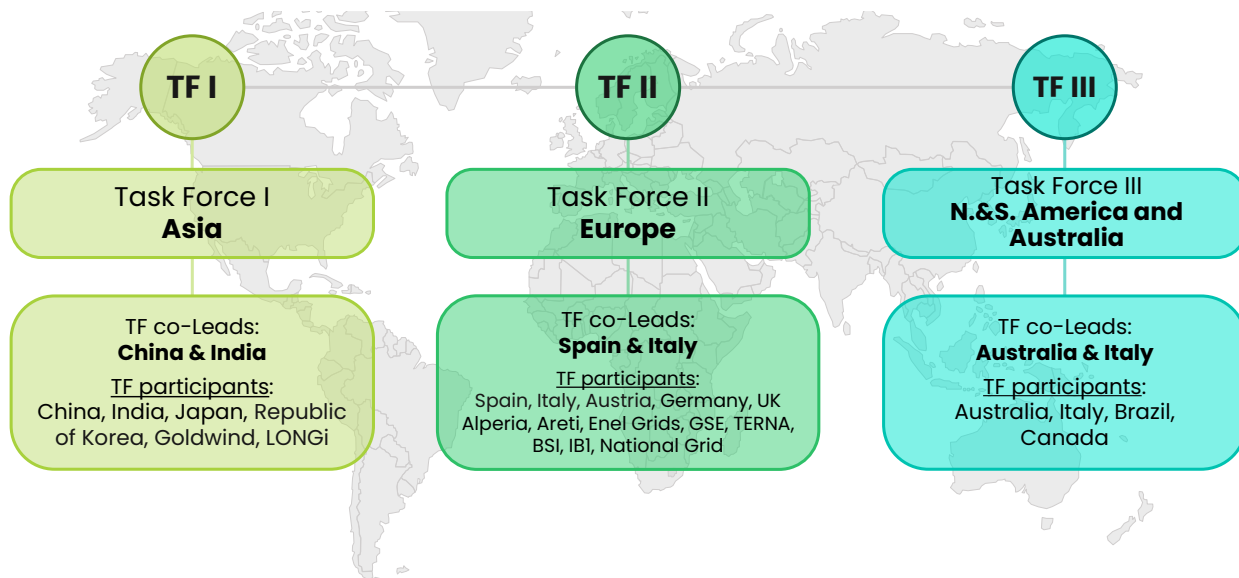 TF I
TF II
TF III
Task Force I
Asia
Task Force II
Europe
Task Force III
N.&S. America and
Australia
TF co-Leads:
China & India
TF participants:
China, India, Japan, Republic
of Korea, Goldwind, LONGi
TF co-Leads:
Spain & Italy
TF participants:
Spain, Italy, Austria, Germany, UK
Alperia, Areti, Enel Grids, GSE, TERNA,
BSI, IB1, National Grid
TF co-Leads:
Australia & Italy
TF participants:
Australia, Italy, Brazil,
Canada